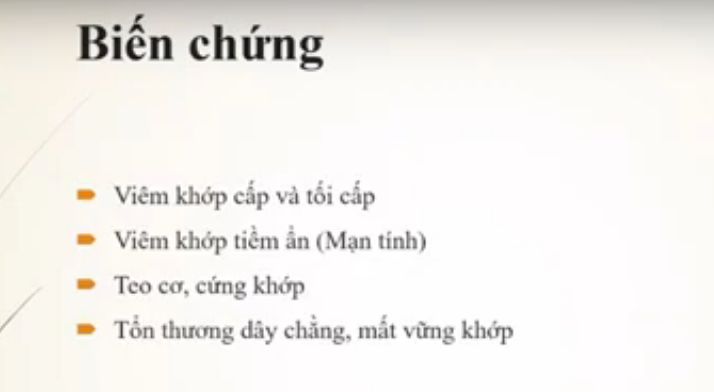 Biến chứng
Viêm khớp cấp và tối cấp
Viêm khớp tiềm ẩn (Mạn tính)
Teo cơ, cứng khớp
Tổn thương dây chằng, mất vững khớp